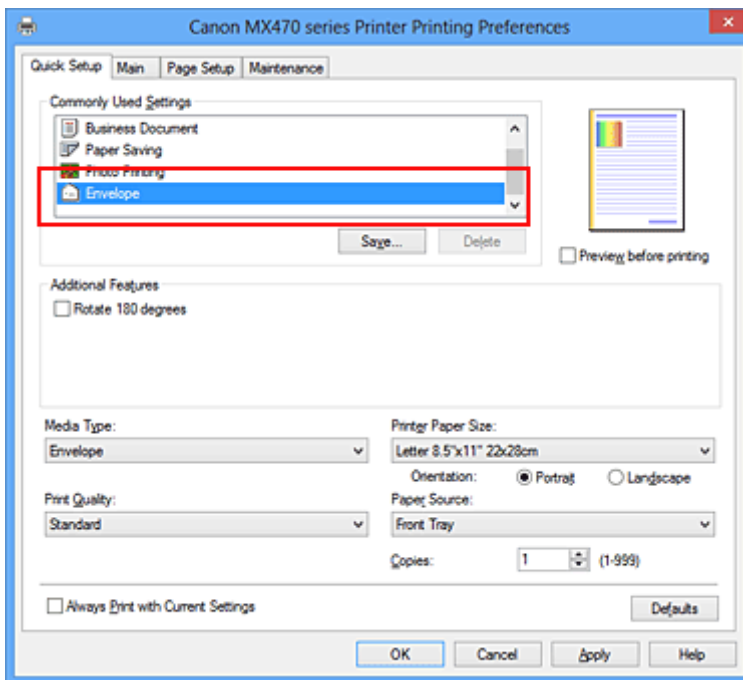 Canon MX470 series Printer Printing Preferences
Quick Setup Main Page Setup Maintenance
Commonly Used Settings
Business Document
Paper Saving
Photo Printing
Envelope
Save... Delete
Preview before printing
Additional Features
Rotate 180 degrees
Media Type: Printer Paper Size:
Envelope Letter 8.5"x11" 22x28cm
Orientation: Portrait Landscape
Print Quality: Paper Source:
Standard Front Tray
Copies: 1 (1-999)
Always Print with Current Settings Defaults
OK Cancel Apply Help